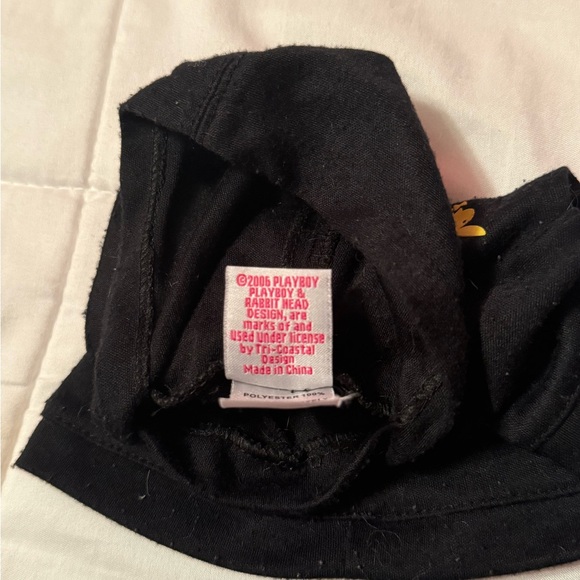 ©2006 PLAYBOY
PLAYBOY &
RABBIT HEAD
DESIGN, are
marks of and
used under license
by Tri-Coastal
Design
Made in China
POLYESTER 100%